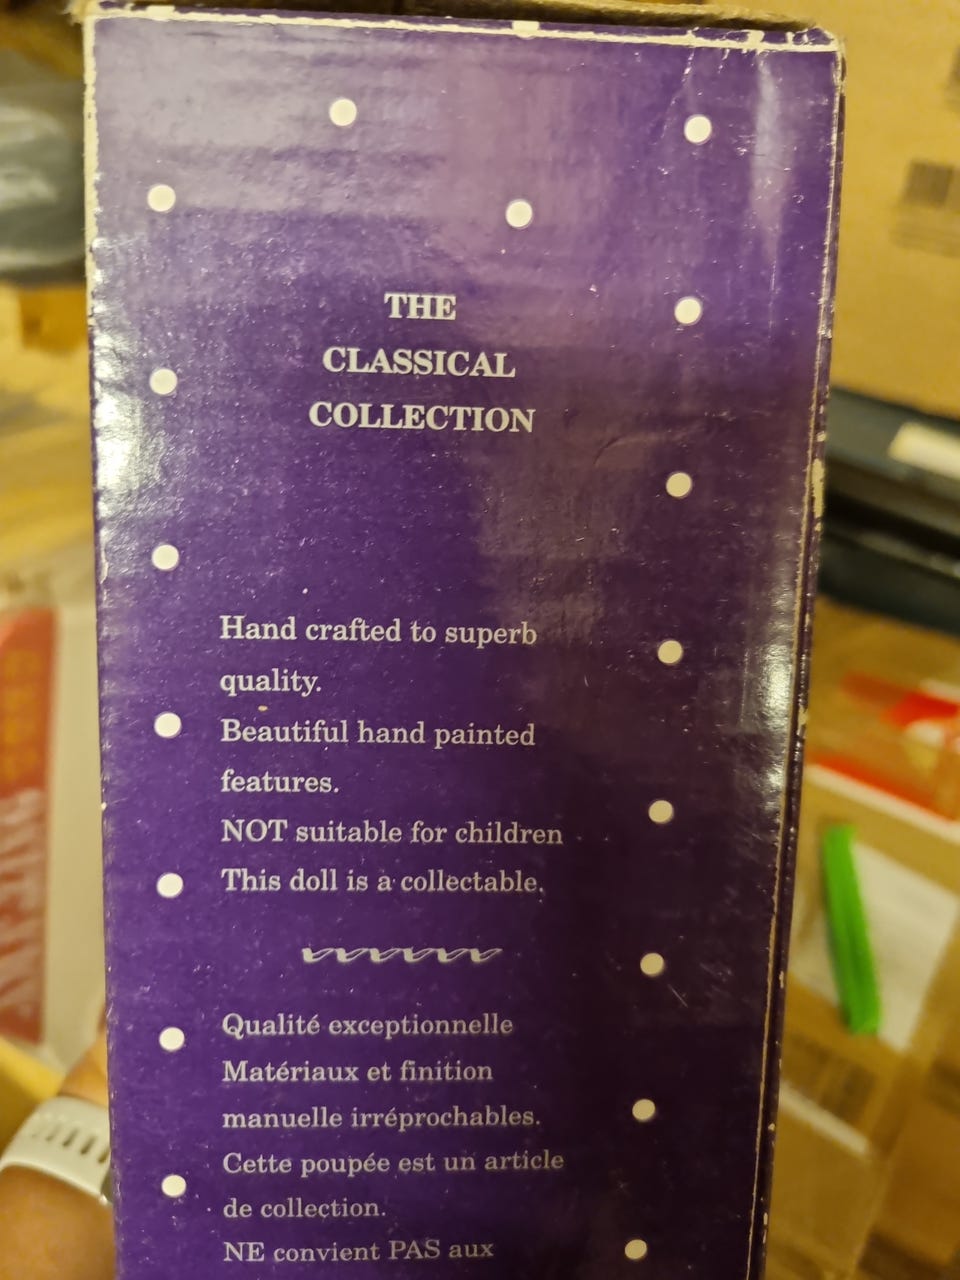 THE
CLASSICAL
COLLECTION
Hand crafted to superb
quality.
Beautiful hand painted
features.
NOT suitable for children
This doll is a collectable.
Qualité exceptionnelle
Matériaux et finition
manuelle irréprochables.
Cette poupée est un article
de collection.
NE convient PAS aux